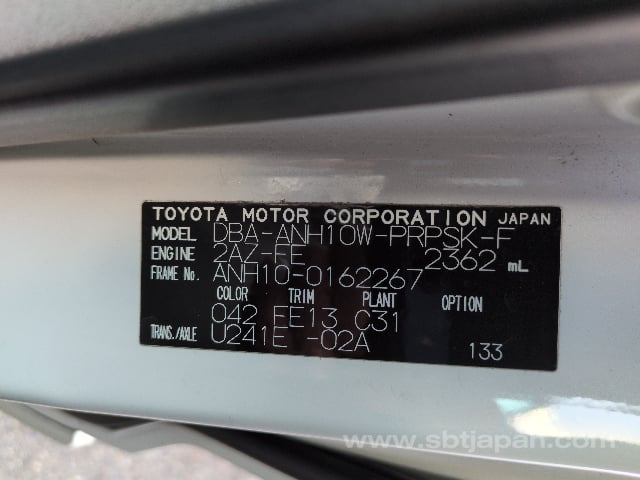 TOYOTA MOTOR CORPORATION JAPAN
MODEL DBA-ANH10W-PRPSK-F
ENGINE 2AZ-FE 2362 mL
FRAME No. ANH10-0162267
COLOR TRIM PLANT OPTION
042 EE13 C31
TRANS./AXLE U241E -02A 133
www.sbtjapan.com